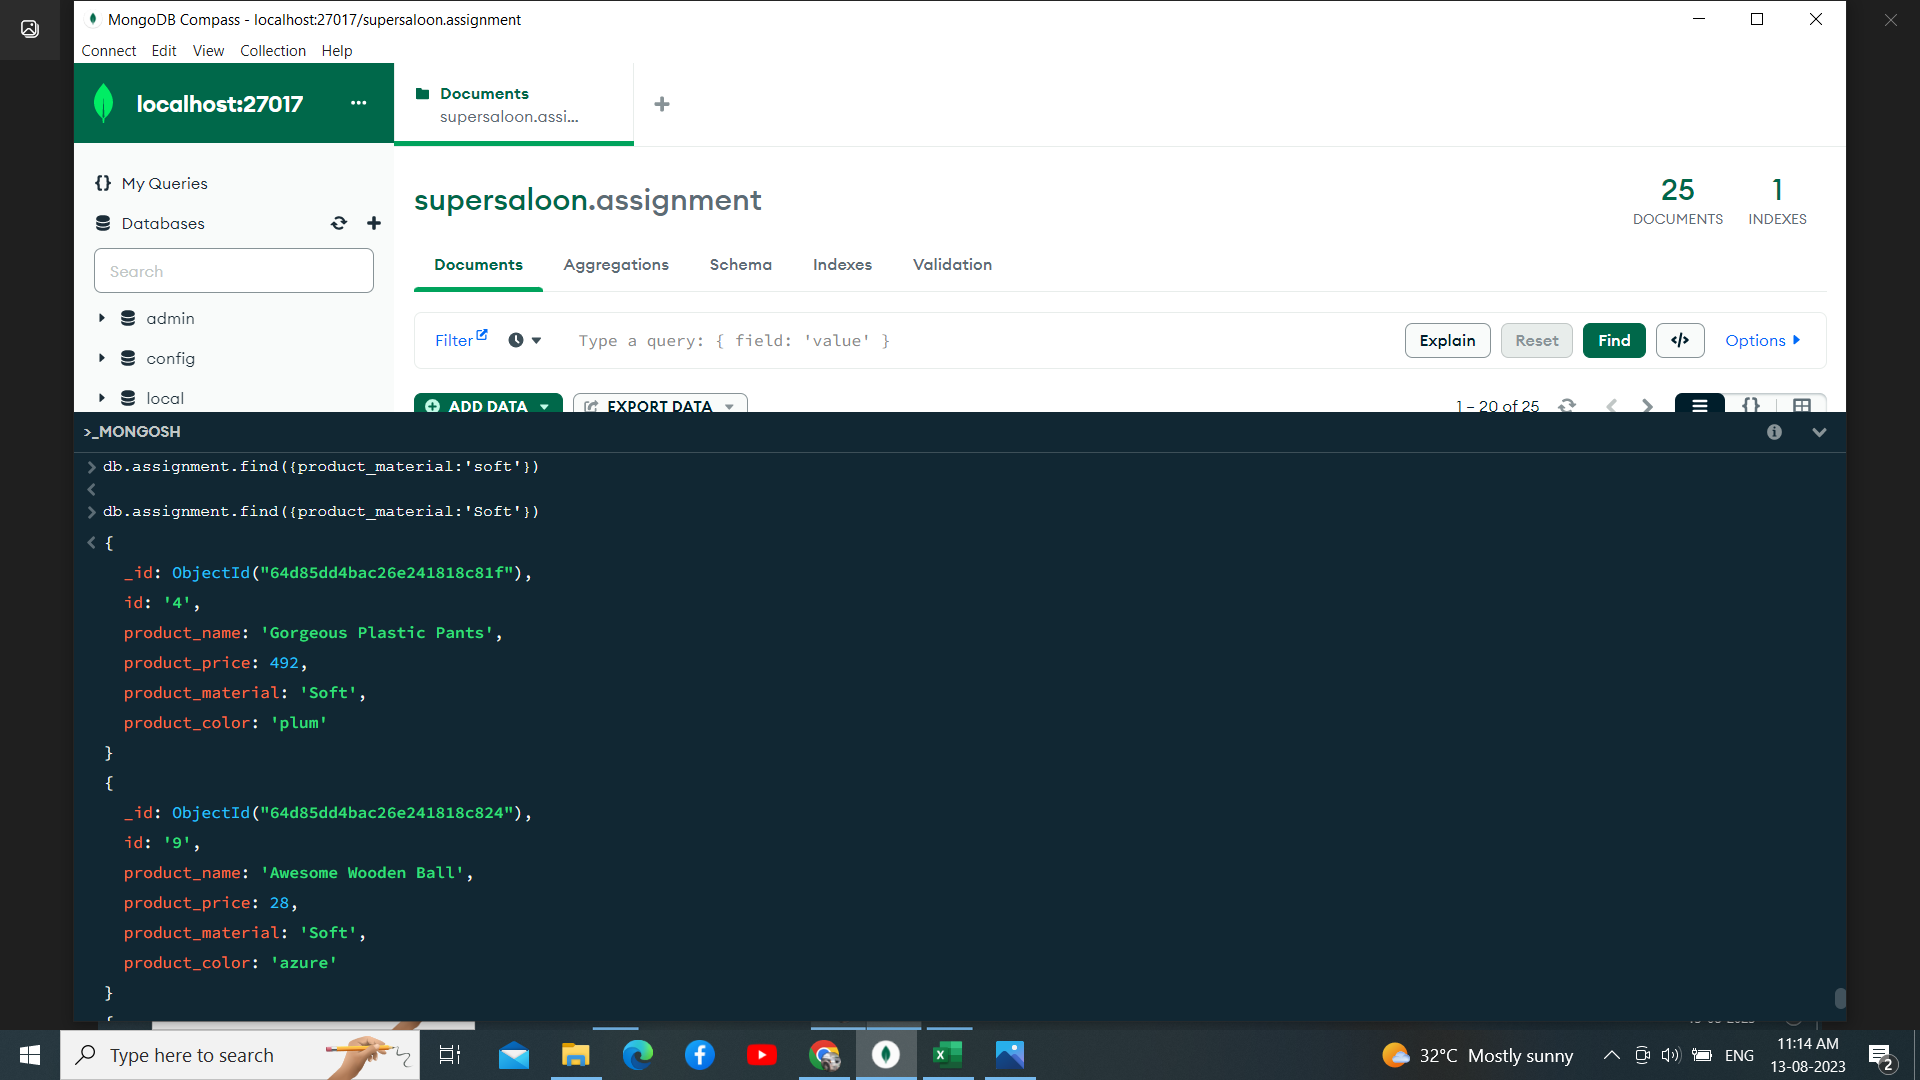 MongoDB Compass - localhost:27017/supersaloon.assignment
Connect Edit View Collection Help
localhost:27017 ...
Documents
supersaloon.assi...
My Queries
Databases
Search
admin
config
local
supersaloon.assignment
25
DOCUMENTS
1
INDEXES
Documents Aggregations Schema Indexes Validation
Filter Type a query: { field: 'value' } Explain Reset Find </> Options
ADD DATA EXPORT DATA 1 – 20 of 25 {}
>_MONGOSH
> db.assignment.find({product_material:'soft'})
<
> db.assignment.find({product_material:'Soft'})
< {
_id: ObjectId("64d85dd4bac26e241818c81f"),
id: '4',
product_name: 'Gorgeous Plastic Pants',
product_price: 492,
product_material: 'Soft',
product_color: 'plum'
}
{
_id: ObjectId("64d85dd4bac26e241818c824"),
id: '9',
product_name: 'Awesome Wooden Ball',
product_price: 28,
product_material: 'Soft',
product_color: 'azure'
}
{
Type here to search
32°C Mostly sunny
ENG
11:14 AM
13-08-2023
2